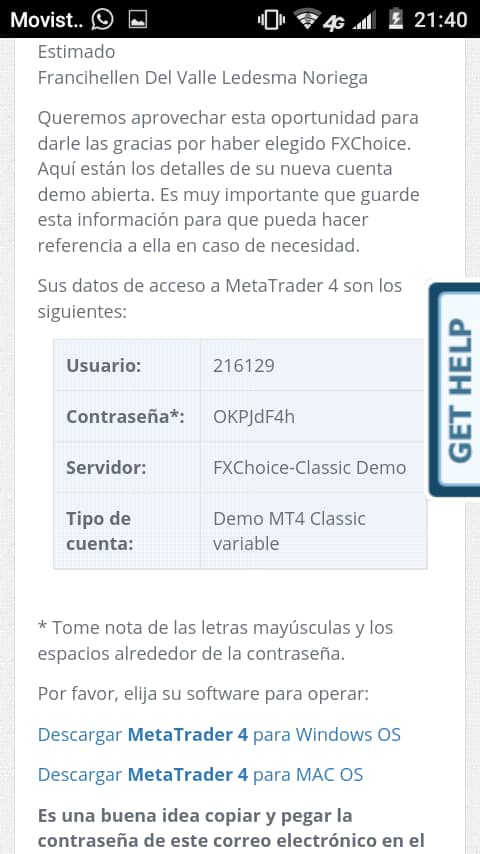 Movist.. 4G 21:40
Estimado
Francihellen Del Valle Ledesma Noriega
Queremos aprovechar esta oportunidad para
darle las gracias por haber elegido FXChoice.
Aquí están los detalles de su nueva cuenta
demo abierta. Es muy importante que guarde
esta información para que pueda hacer
referencia a ella en caso de necesidad.
Sus datos de acceso a MetaTrader 4 son los
siguientes:
Usuario: 216129
Contraseña*: OKPJdF4h
Servidor: FXChoice-Classic Demo
Tipo de Demo MT4 Classic
cuenta: variable
GET HELP
* Tome nota de las letras mayúsculas y los
espacios alrededor de la contraseña.
Por favor, elija su software para operar:
Descargar MetaTrader 4 para Windows OS
Descargar MetaTrader 4 para MAC OS
Es una buena idea copiar y pegar la
contraseña de este correo electrónico en el